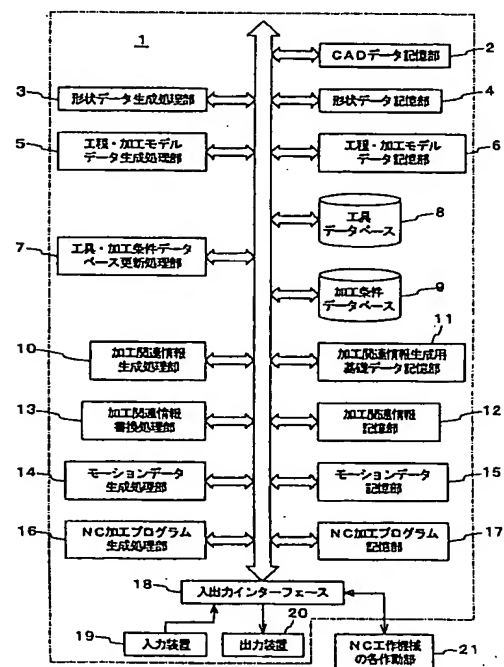 1
CADデータ記憶部
2
3
形状データ生成処理部
形状データ記憶部
4
5
工程・加工モデル
データ生成処理部
工程・加工モデル
データ記憶部
6
工具
データベース
8
7
工具・加工条件データ
ベース更新処理部
加工条件
データベース
9
10
加工関連情報
生成処理部
11
加工関連情報生成用
基礎データ記憶部
13
加工関連情報
書換処理部
加工関連情報
記憶部
12
14
モーションデータ
生成処理部
モーションデータ
記憶部
15
16
NC加工プログラム
生成処理部
NC加工プログラム
記憶部
17
18
入出力インターフェース
19
入力装置
出力装置
20
NC工作機械
の各作動部
21